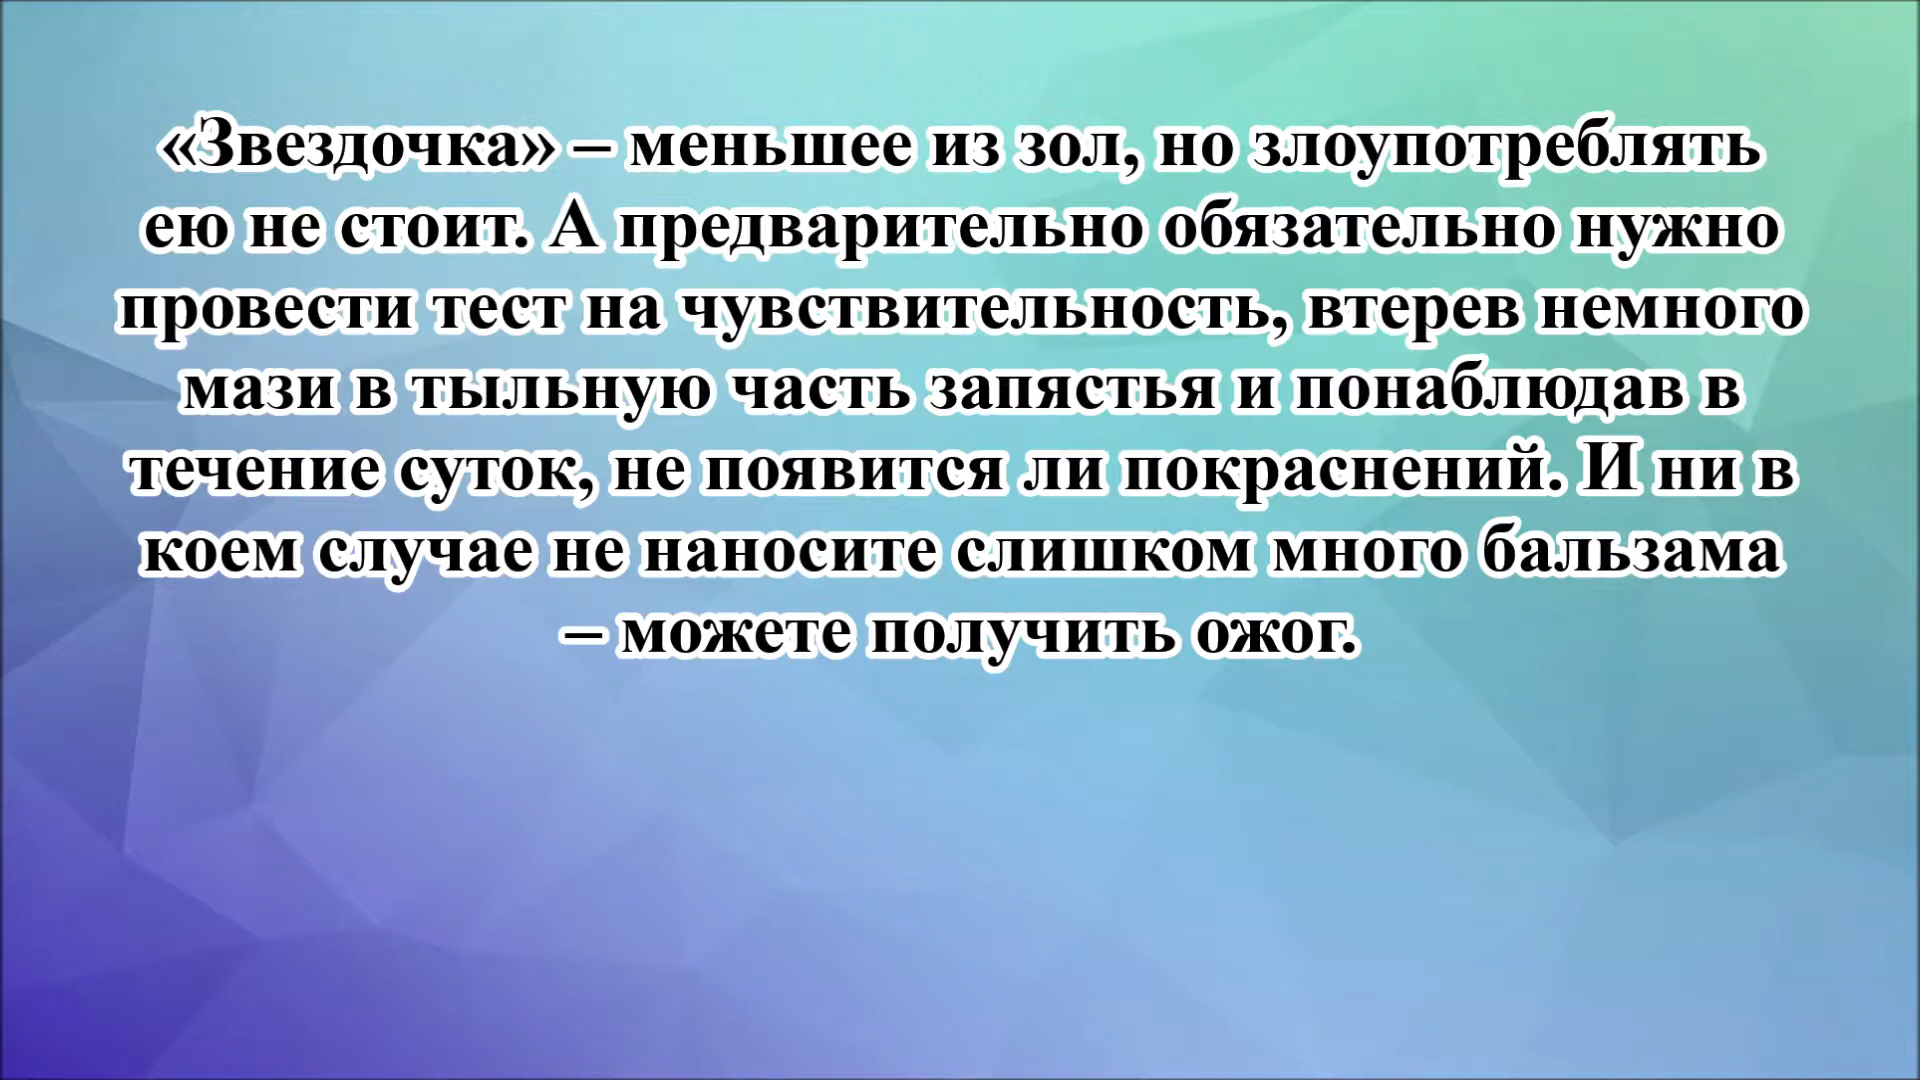 «Звездочка» – меньшее из зол, но злоупотреблять
ею не стоит. А предварительно обязательно нужно
провести тест на чувствительность, втерев немного
мази в тыльную часть запястья и понаблюдав в
течение суток, не появится ли покраснений. И ни в
коем случае не наносите слишком много бальзама
– можете получить ожог.